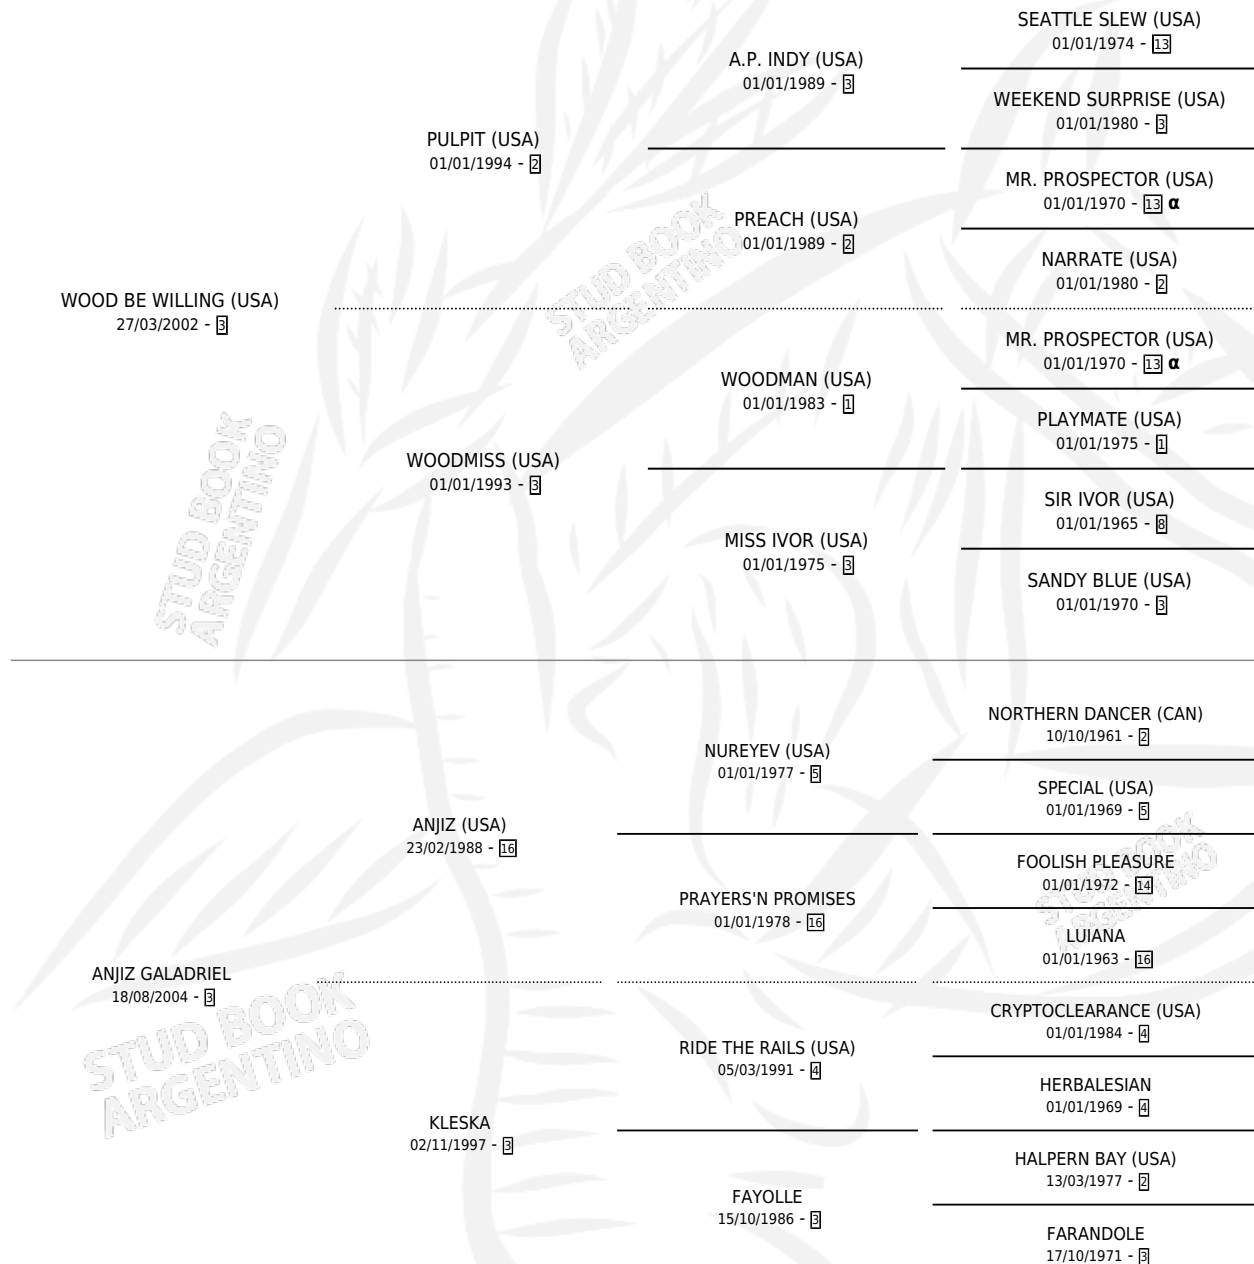 SEATTLE SLEW (USA)
01/01/1974 - 13
A.P. INDY (USA)
01/01/1989 - 3
WEEKEND SURPRISE (USA)
01/01/1980 - 3
PULPIT (USA)
01/01/1994 - 2
MR. PROSPECTOR (USA)
01/01/1970 - 13 α
PREACH (USA)
01/01/1989 - 2
NARRATE (USA)
01/01/1980 - 2
WOOD BE WILLING (USA)
27/03/2002 - 3
MR. PROSPECTOR (USA)
01/01/1970 - 13 α
WOODMAN (USA)
01/01/1983 - 1
PLAYMATE (USA)
01/01/1975 - 1
WOODMISS (USA)
01/01/1993 - 3
SIR IVOR (USA)
01/01/1965 - 8
MISS IVOR (USA)
01/01/1975 - 3
SANDY BLUE (USA)
01/01/1970 - 3
NORTHERN DANCER (CAN)
10/10/1961 - 2
NUREYEV (USA)
01/01/1977 - 5
SPECIAL (USA)
01/01/1969 - 5
ANJIZ (USA)
23/02/1988 - 16
FOOLISH PLEASURE
01/01/1972 - 14
PRAYERS'N PROMISES
01/01/1978 - 16
LUIANA
01/01/1963 - 16
ANJIZ GALADRIEL
18/08/2004 - 3
CRYPTOCLEARANCE (USA)
01/01/1984 - 4
RIDE THE RAILS (USA)
05/03/1991 - 4
HERBALESIAN
01/01/1969 - 4
KLESKA
02/11/1997 - 3
HALPERN BAY (USA)
13/03/1977 - 2
FAYOLLE
15/10/1986 - 3
FARANDOLE
17/10/1971 - 3
STUD BOOK
ARGENTINO
STUD BOOK
ARGENTINO
STUD BOOK
ARGENTINO
STUD BOOK
ARGENTINO